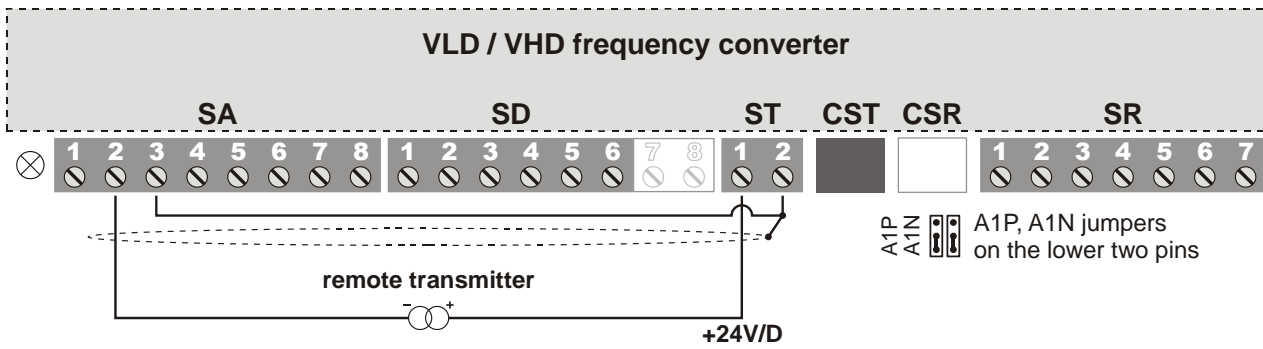 VLD / VHD frequency converter
SA SD ST CST CSR SR
1 2 3 4 5 6 7 8 1 2 3 4 5 6 7 8 1 2 1 2 3 4 5 6 7
A1P
A1N
A1P, A1N jumpers
on the lower two pins
remote transmitter
- +
+24V/D